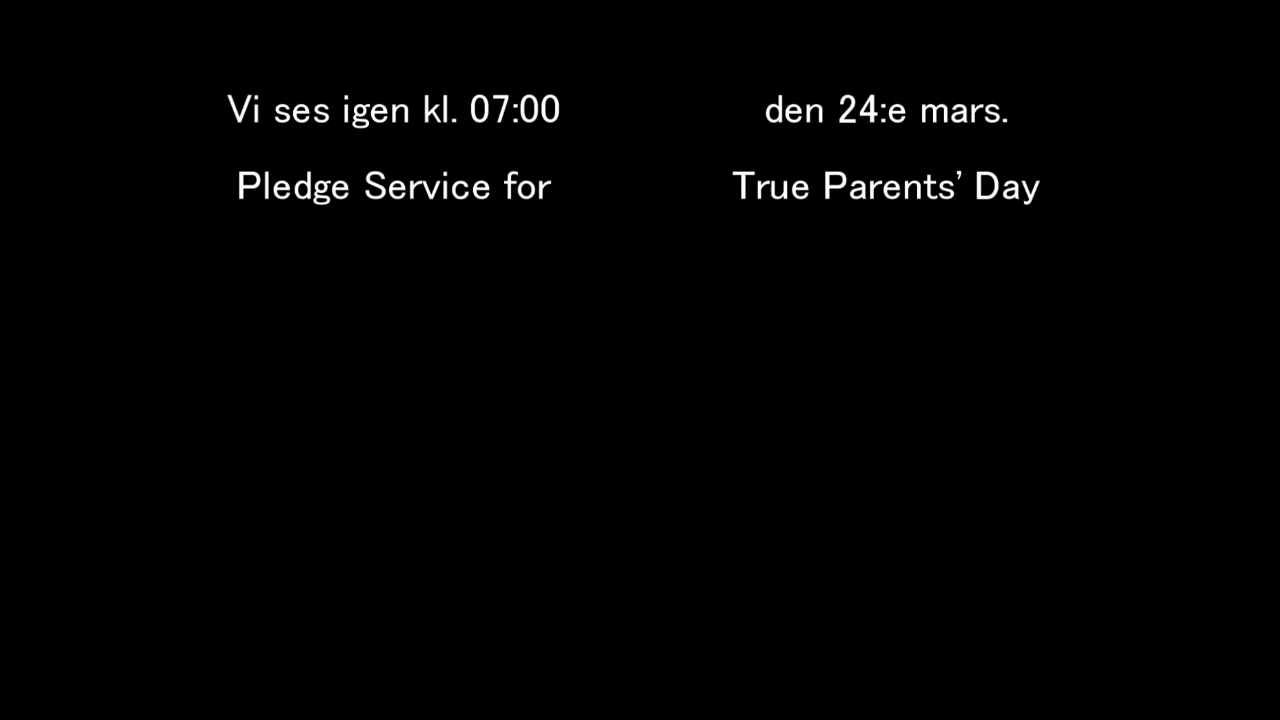 Vi ses igen kl. 07:00 den 24:e mars.
Pledge Service for True Parents’ Day